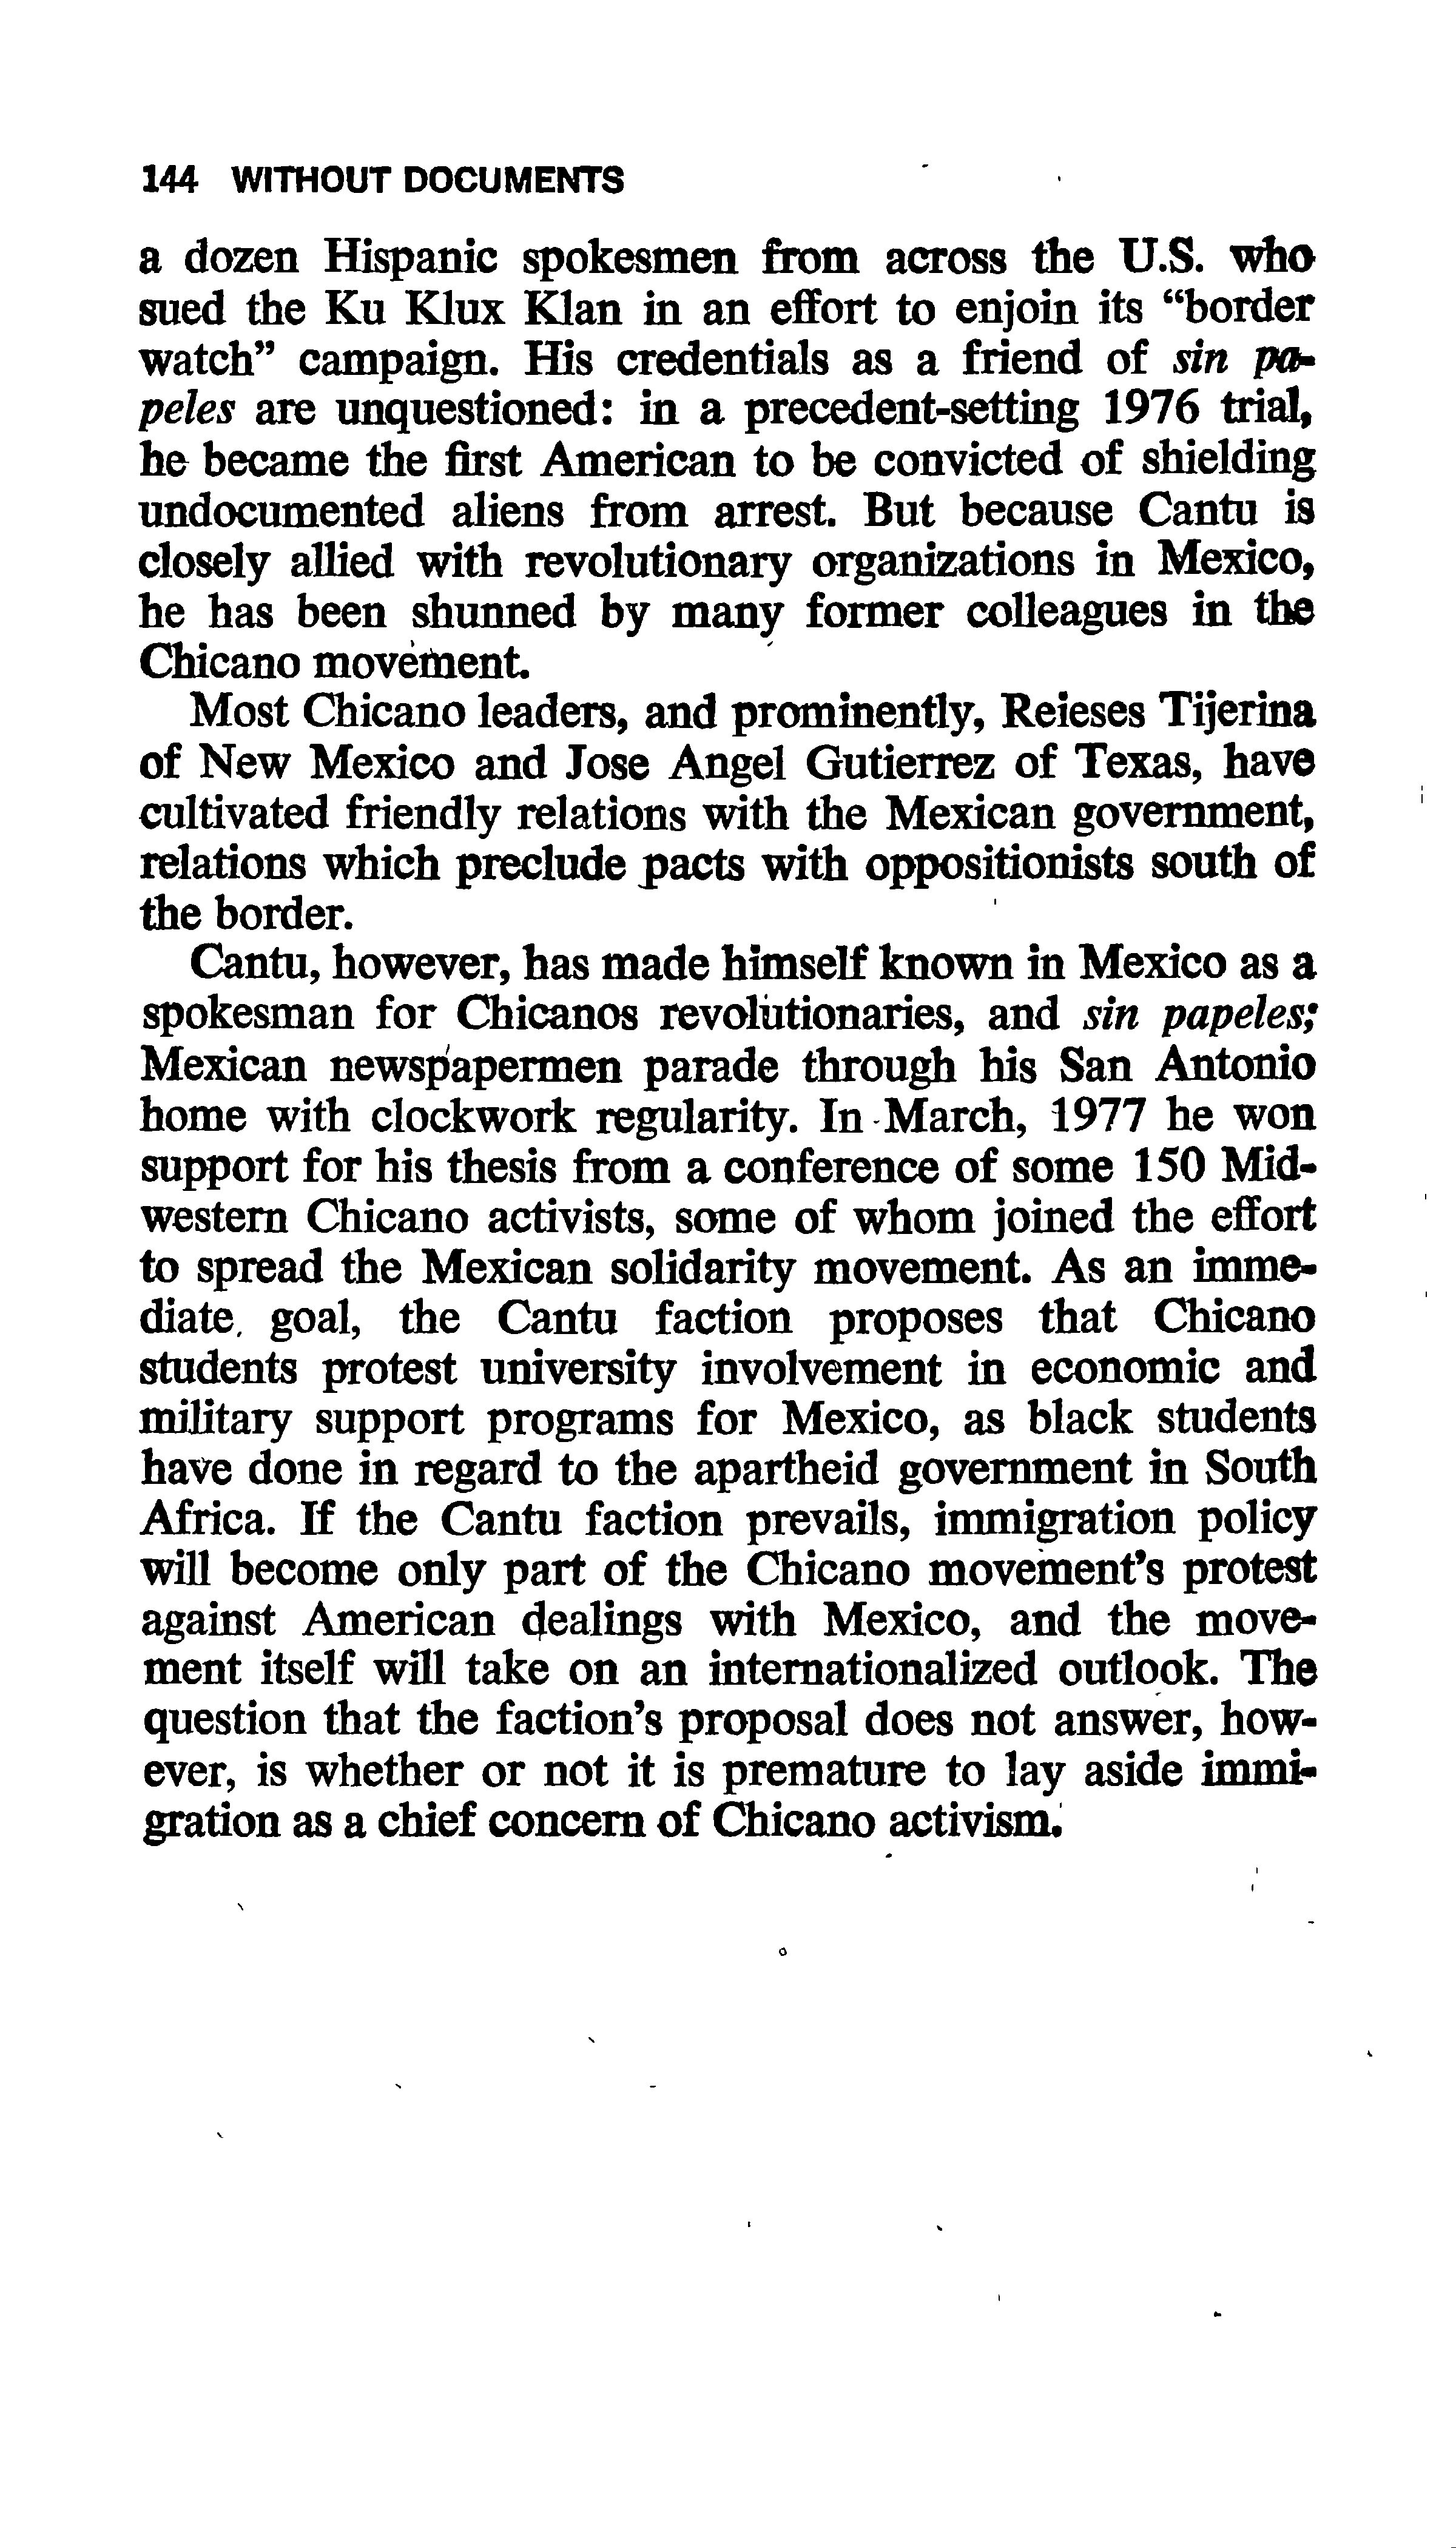 144 WITHOUT DOCUMENTS
a dozen Hispanic spokesmen from across the U.S. who
sued the Ku Klux Klan in an effort to enjoin its “border
watch” campaign. His credentials as a friend of sin pa-
peles are unquestioned: in a precedent-setting 1976 trial,
he became the first American to be convicted of shielding
undocumented aliens from arrest. But because Cantu is
closely allied with revolutionary organizations in Mexico,
he has been shunned by many former colleagues in the
Chicano movement.
Most Chicano leaders, and prominently, Reieses Tijerina
of New Mexico and Jose Angel Gutierrez of Texas, have
cultivated friendly relations with the Mexican government,
relations which preclude pacts with oppositionists south of
the border.
Cantu, however, has made himself known in Mexico as a
spokesman for Chicanos revolutionaries, and sin papeles;
Mexican newspapermen parade through his San Antonio
home with clockwork regularity. In March, 1977 he won
support for his thesis from a conference of some 150 Mid-
western Chicano activists, some of whom joined the effort
to spread the Mexican solidarity movement. As an imme-
diate goal, the Cantu faction proposes that Chicano
students protest university involvement in economic and
military support programs for Mexico, as black students
have done in regard to the apartheid government in South
Africa. If the Cantu faction prevails, immigration policy
will become only part of the Chicano movement’s protest
against American dealings with Mexico, and the move-
ment itself will take on an internationalized outlook. The
question that the faction’s proposal does not answer, how-
ever, is whether or not it is premature to lay aside immi-
gration as a chief concern of Chicano activism.